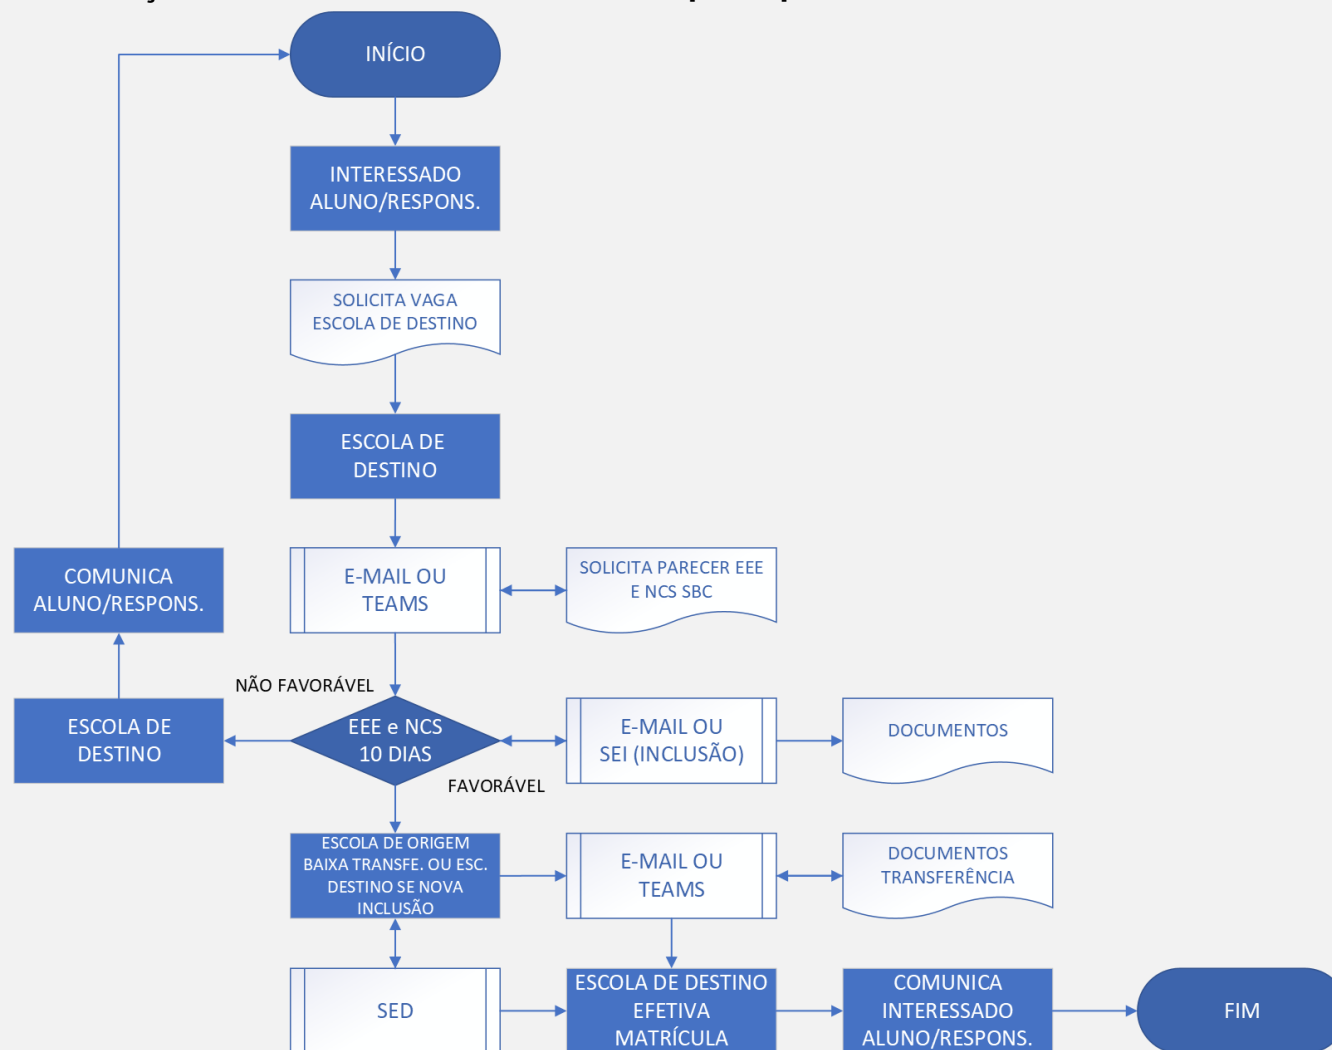 INÍCIO
INTERESSADO
ALUNO/RESPONS.
SOLICITA VAGA
ESCOLA DE DESTINO
ESCOLA DE
DESTINO
COMUNICA
ALUNO/RESPONS.
E-MAIL OU
TEAMS
SOLICITA PARECER EEE
E NCS SBC
NÃO FAVORÁVEL
ESCOLA DE
DESTINO
EEE e NCS
10 DIAS
E-MAIL OU
SEI (INCLUSÃO)
DOCUMENTOS
FAVORÁVEL
ESCOLA DE ORIGEM
BAIXA TRANSFE. OU ESC.
DESTINO SE NOVA
INCLUSÃO
E-MAIL OU
TEAMS
DOCUMENTOS
TRANSFERÊNCIA
SED
ESCOLA DE DESTINO
EFETIVA
MATRÍCULA
COMUNICA
INTERESSADO
ALUNO/RESPONS.
FIM